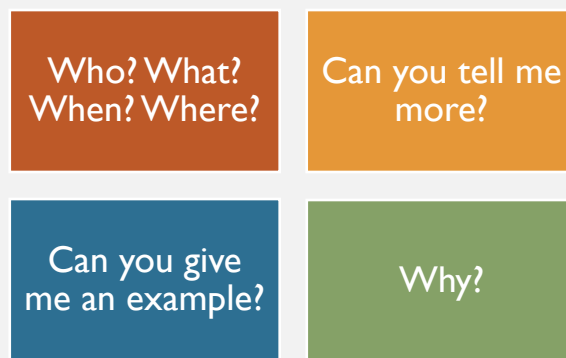 Who? What?
When? Where?
Can you tell me
more?
Can you give
me an example?
Why?